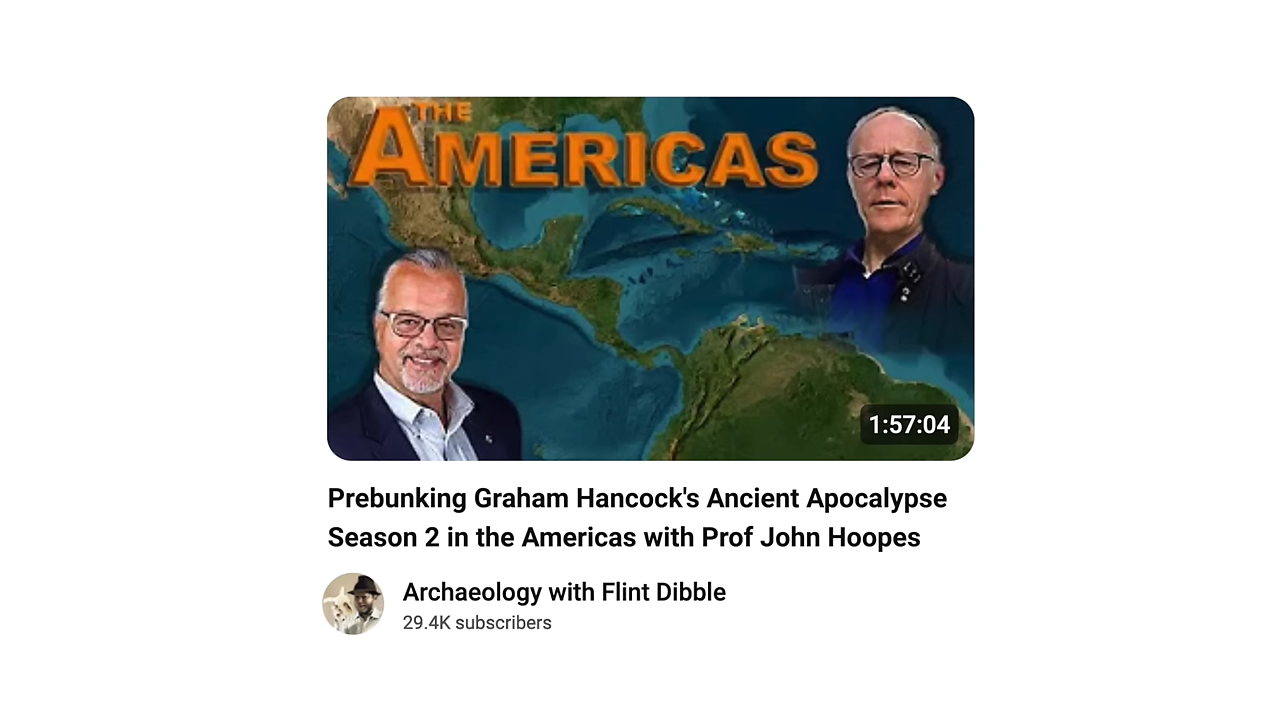 THE
AMERICAS
1:57:04
Prebunking Graham Hancock's Ancient Apocalypse
Season 2 in the Americas with Prof John Hoopes
Archaeology with Flint Dibble
29.4K subscribers